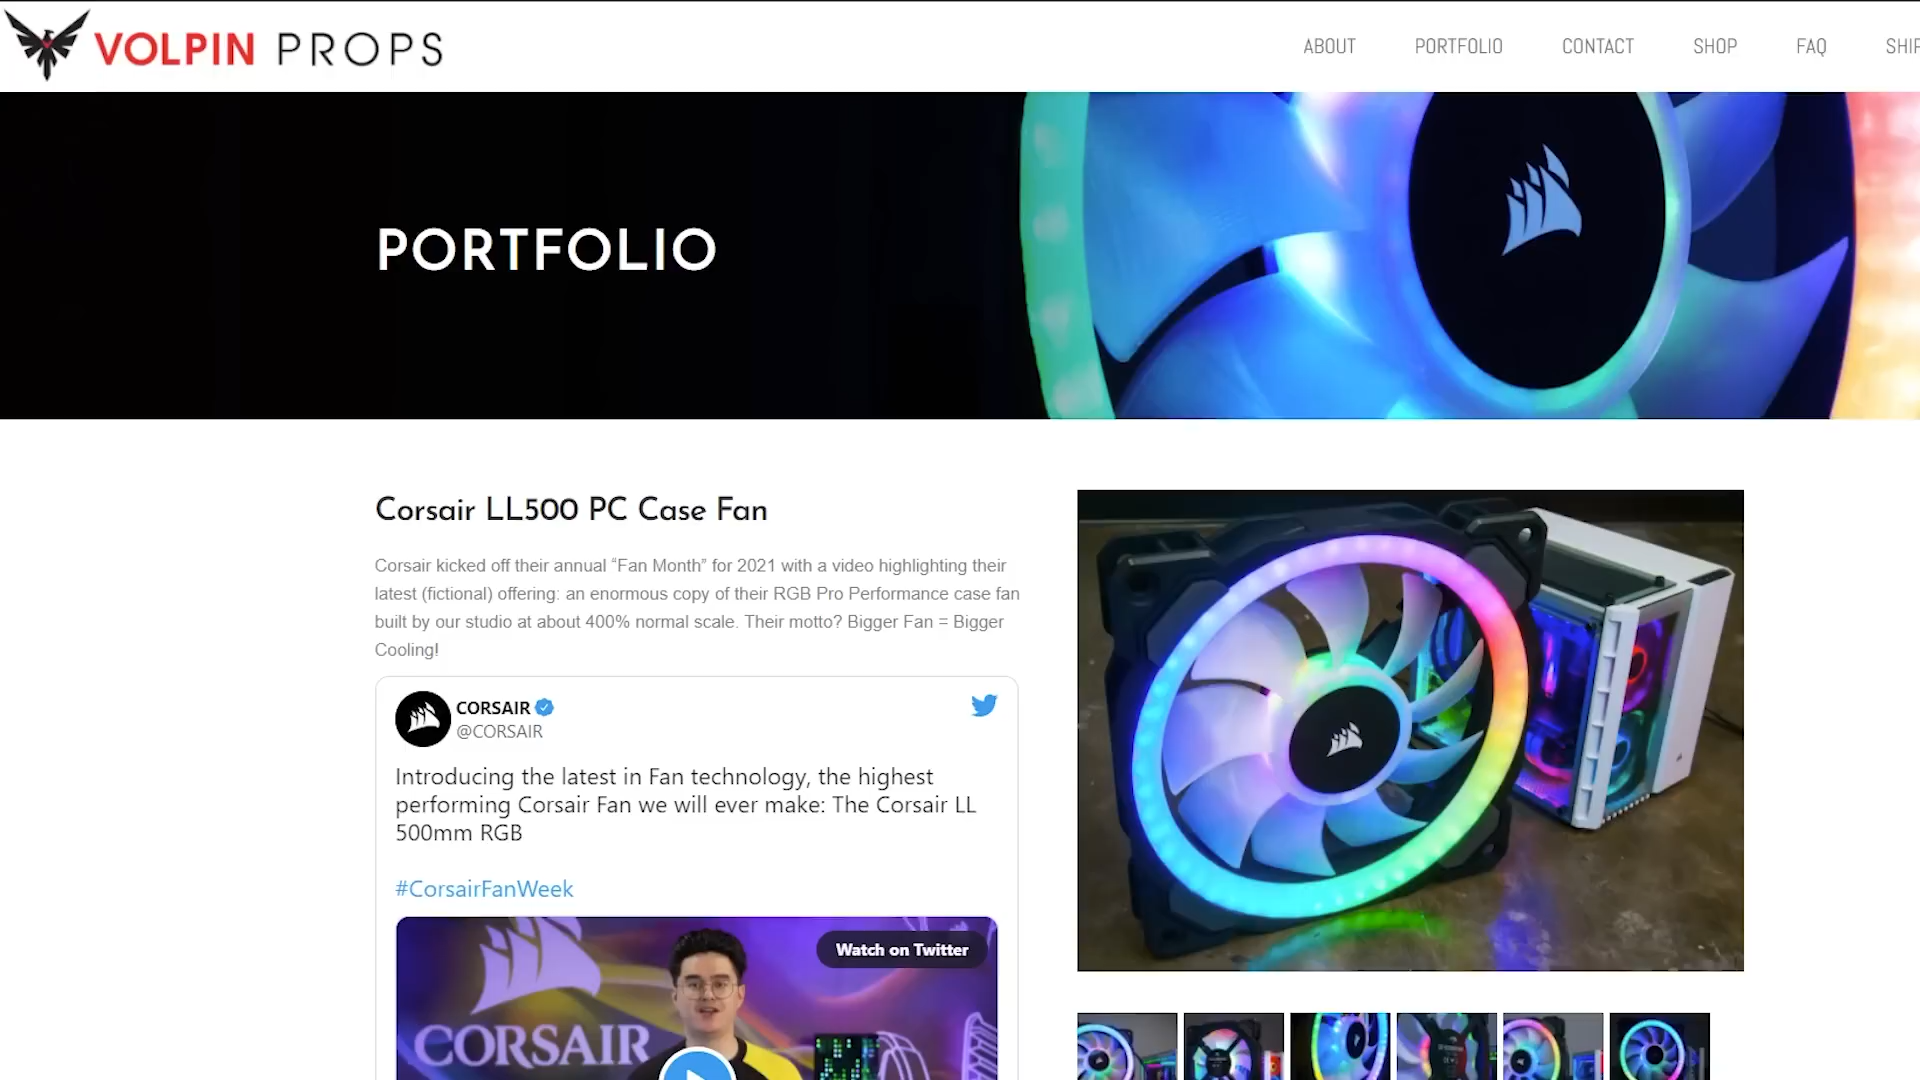 VOLPIN PROPS
ABOUT PORTFOLIO CONTACT SHOP FAQ
PORTFOLIO
Corsair LL500 PC Case Fan
Corsair kicked off their annual “Fan Month” for 2021 with a video highlighting their
latest (fictional) offering: an enormous copy of their RGB Pro Performance case fan
built by our studio at about 400% normal scale. Their motto? Bigger Fan = Bigger
Cooling!
CORSAIR
@CORSAIR
Introducing the latest in Fan technology, the highest
performing Corsair Fan we will ever make: The Corsair LL
500mm RGB
#CorsairFanWeek
Watch on Twitter
CORSAIR